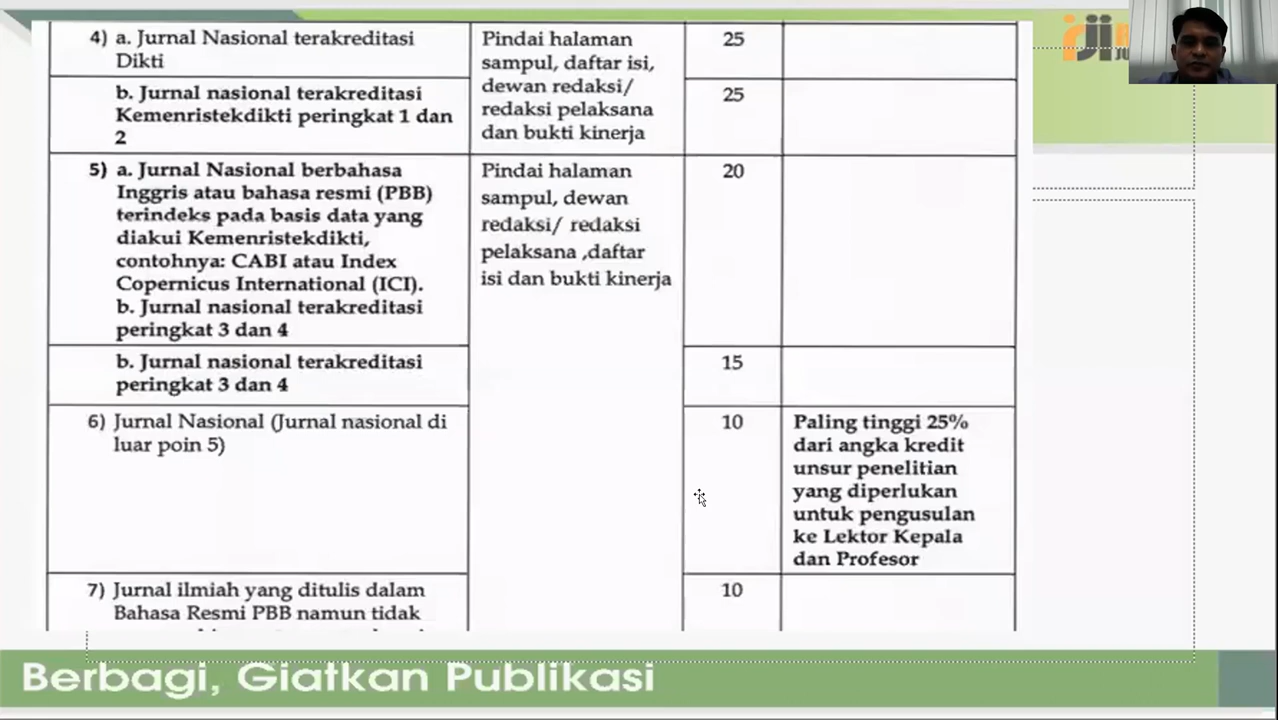 4) a. Jurnal Nasional terakreditasi
Dikti
Pindai halaman
sampul, daftar isi,
dewan redaksi/
redaksi pelaksana
dan bukti kinerja
25
b. Jurnal nasional terakreditasi
Kemenristekdikti peringkat 1 dan
2
25
5) a. Jurnal Nasional berbahasa
Inggris atau bahasa resmi (PBB)
terindeks pada basis data yang
diakui Kemenristekdikti,
contohnya: CABI atau Index
Copernicus International (ICI).
b. Jurnal nasional terakreditasi
peringkat 3 dan 4
Pindai halaman
sampul, dewan
redaksi/ redaksi
pelaksana ,daftar
isi dan bukti kinerja
20
b. Jurnal nasional terakreditasi
peringkat 3 dan 4
15
6) Jurnal Nasional (Jurnal nasional di
luar poin 5)
10
Paling tinggi 25%
dari angka kredit
unsur penelitian
yang diperlukan
untuk pengusulan
ke Lektor Kepala
dan Profesor
7) Jurnal ilmiah yang ditulis dalam
Bahasa Resmi PBB namun tidak
10
Berbagi, Giatkan Publikasi